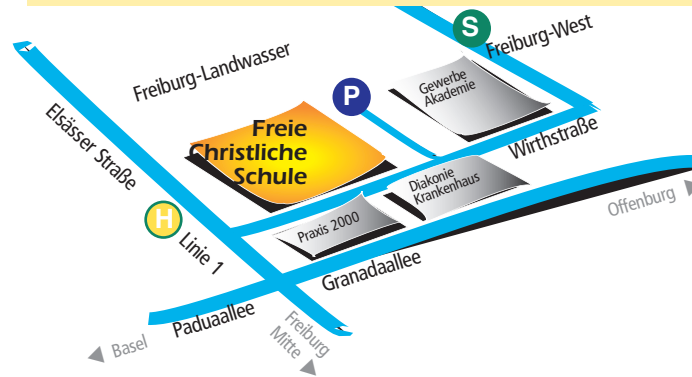 S
Freiburg-West
Freiburg-Landwasser
Gewerbe
Akademie
P
Elsässer Straße
Freie
Christliche
Schule
Wirthstraße
Diakonie
Krankenhaus
Offenburg
H
Linie 1
Praxis 2000
Granadaallee
Paduaallee
Basel
Freiburg
Mitte